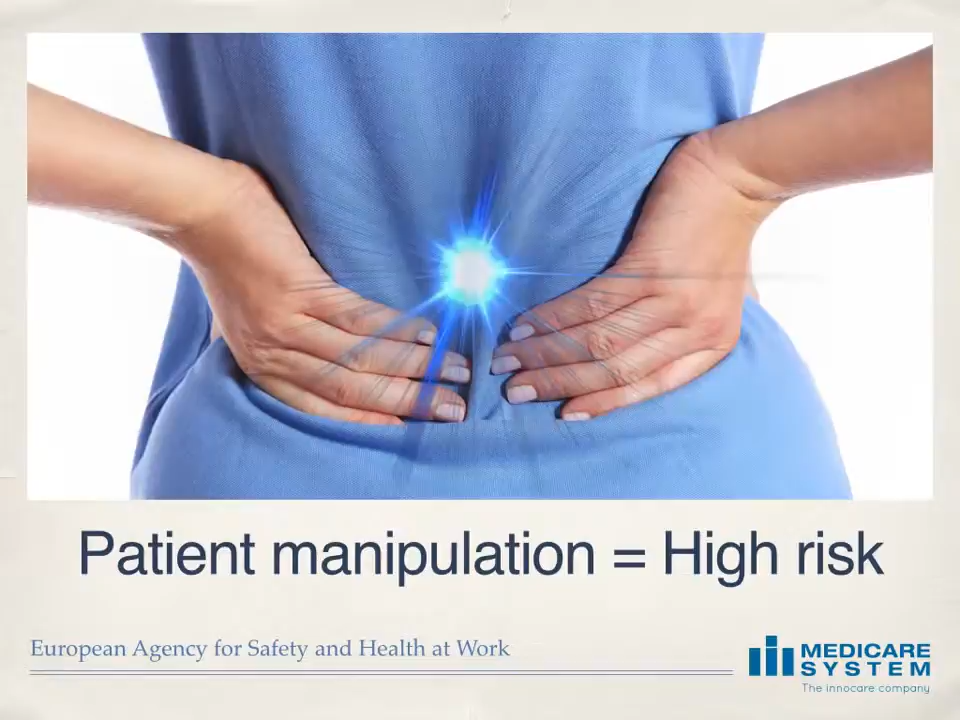 Patient manipulation = High risk
European Agency for Safety and Health at Work
MEDICARE
SYSTEM
The innocare company